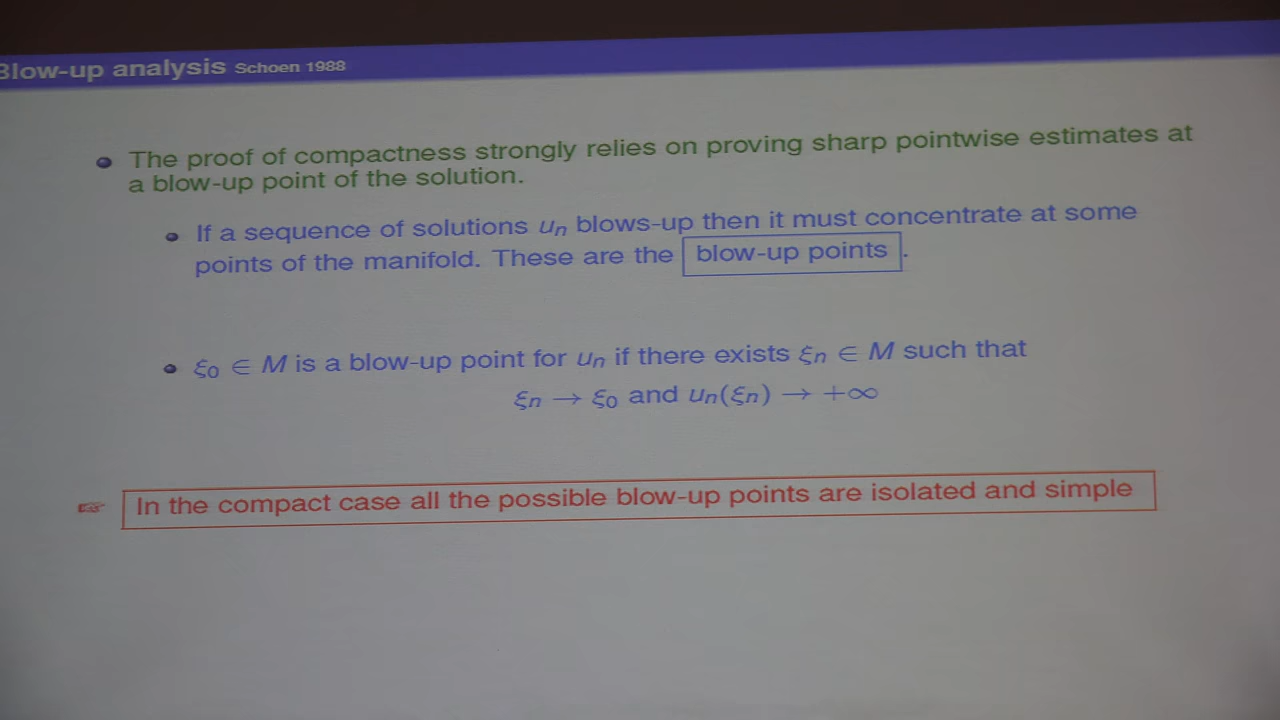 Blow-up analysis Schoen 1988
The proof of compactness strongly relies on proving sharp pointwise estimates at
a blow-up point of the solution.
If a sequence of solutions uₙ blows-up then it must concentrate at some
points of the manifold. These are the blow-up points.
ξ₀ ∈ M is a blow-up point for uₙ if there exists ξₙ ∈ M such that
ξₙ → ξ₀ and uₙ(ξₙ) → +∞
In the compact case all the possible blow-up points are isolated and simple